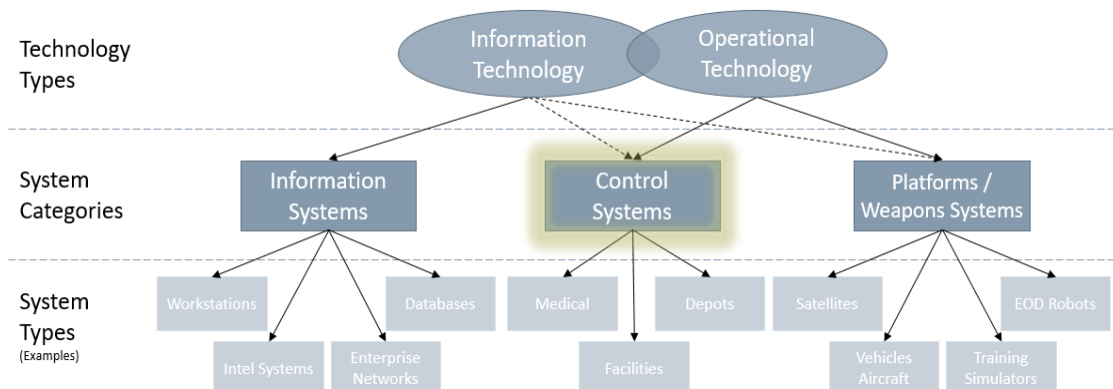 Technology
Types
Information
Technology
Operational
Technology
System
Categories
Information
Systems
Control
Systems
Platforms /
Weapons Systems
System
Types
(Examples)
Workstations
Databases
Medical
Depots
Satellites
EOD Robots
Intel Systems
Enterprise
Networks
Facilities
Vehicles
Aircraft
Training
Simulators